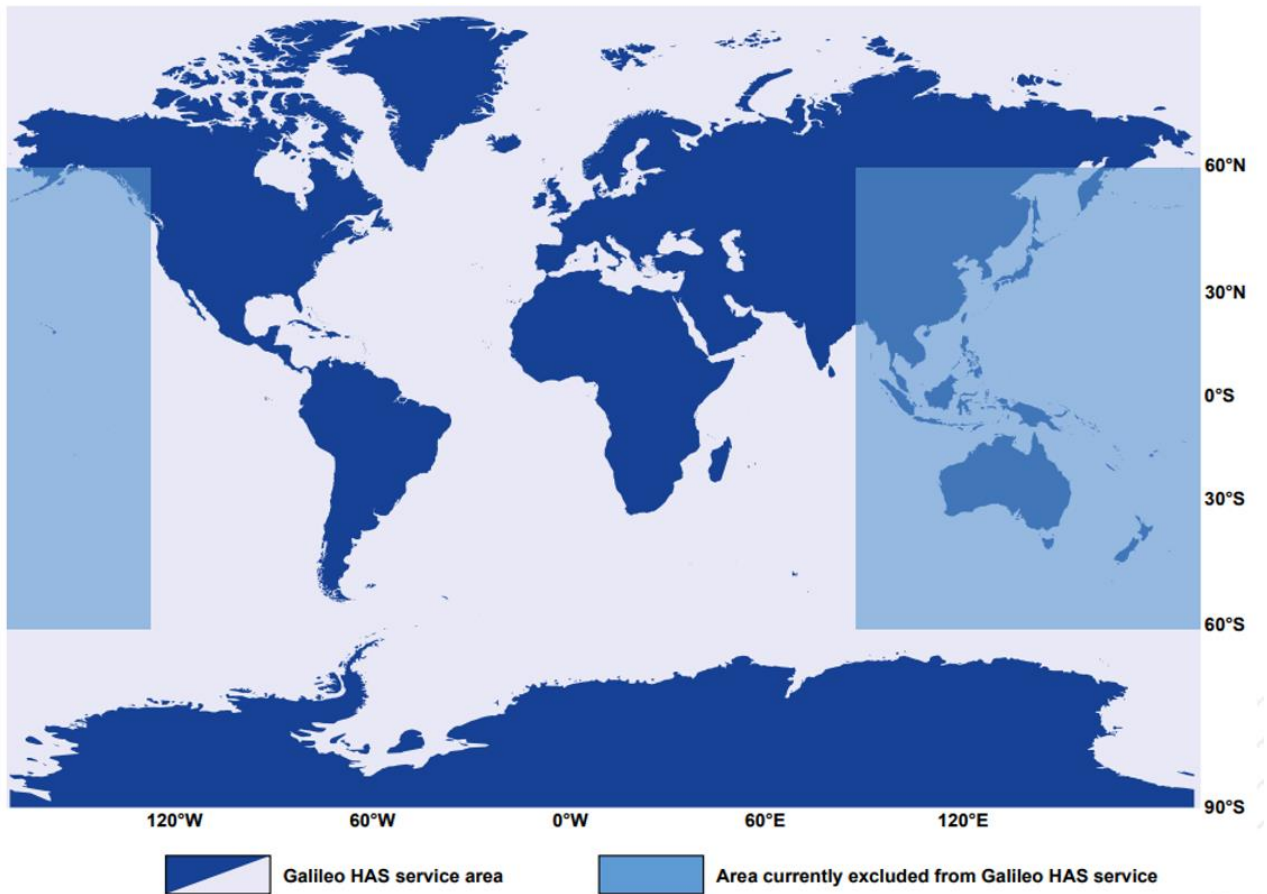 60°N
30°N
0°S
30°S
60°S
90°S
120°W 60°W 0°W 60°E 120°E
Galileo HAS service area Area currently excluded from Galileo HAS service